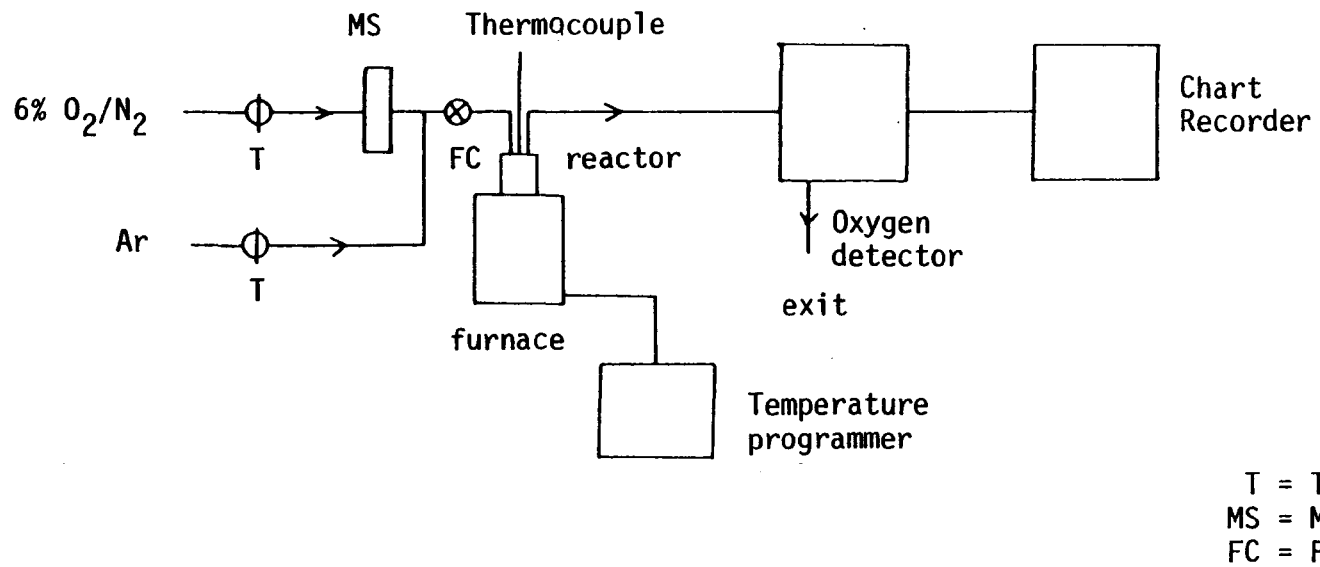 MS
Thermocouple
6% O2/N2
T
FC
reactor
Chart
Recorder
Ar
T
Oxygen
detector
exit
furnace
Temperature
programmer
T = T
MS = M
FC = F